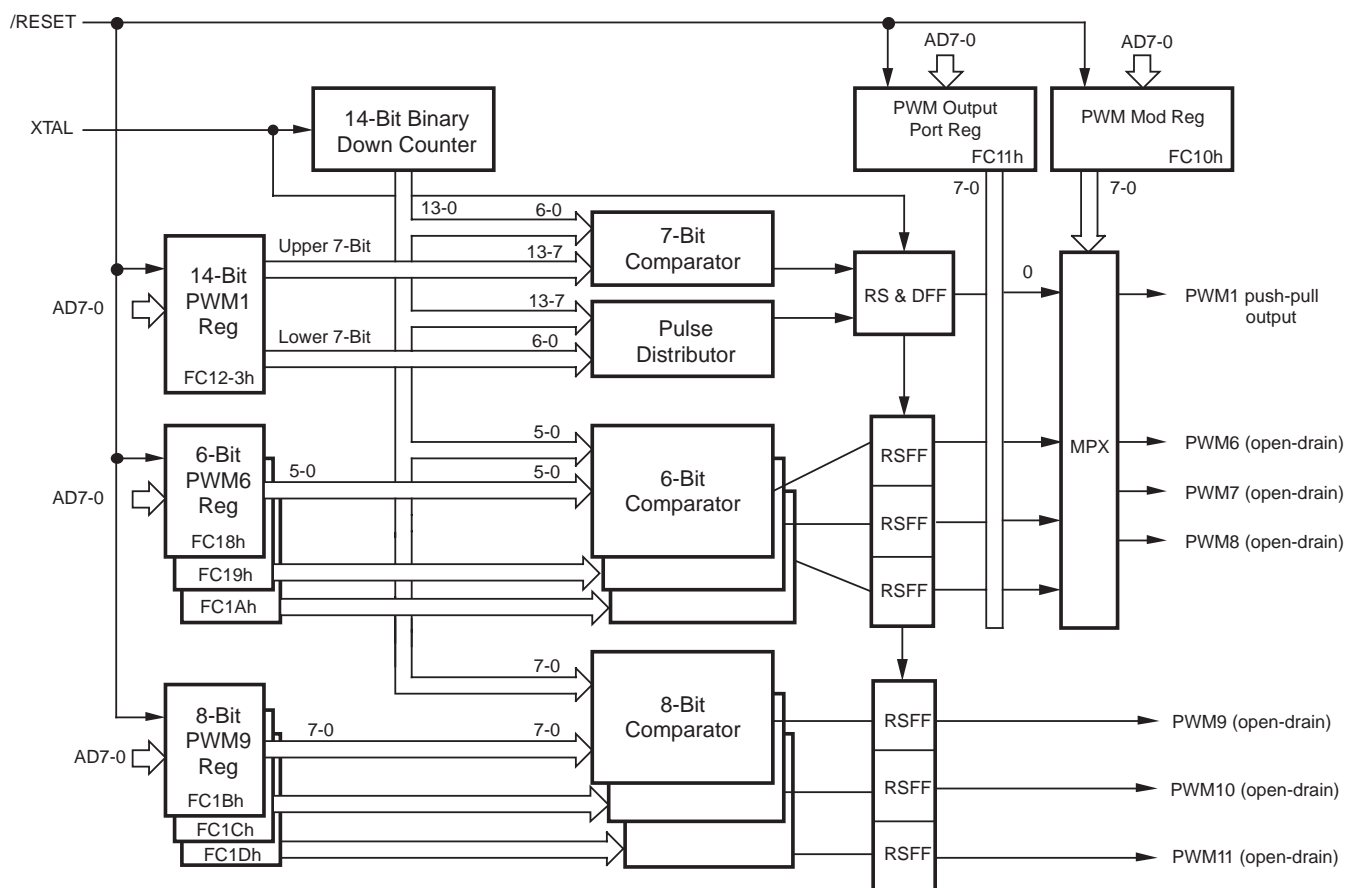 /RESET
AD7-0
AD7-0
XTAL
14-Bit Binary
Down Counter
PWM Output
Port Reg
FC11h
PWM Mod Reg
FC10h
7-0
7-0
13-0
6-0
Upper 7-Bit
13-7
7-Bit
Comparator
14-Bit
PWM1
Reg
FC12-3h
AD7-0
RS & DFF
0
PWM1 push-pull
output
13-7
Lower 7-Bit
6-0
Pulse
Distributor
5-0
6-Bit
PWM6
Reg
FC18h
AD7-0
5-0
5-0
6-Bit
Comparator
RSFF
MPX
PWM6 (open-drain)
PWM7 (open-drain)
RSFF
PWM8 (open-drain)
FC19h
FC1Ah
RSFF
7-0
8-Bit
PWM9
Reg
FC1Bh
AD7-0
7-0
7-0
8-Bit
Comparator
RSFF
PWM9 (open-drain)
RSFF
PWM10 (open-drain)
FC1Ch
FC1Dh
RSFF
PWM11 (open-drain)